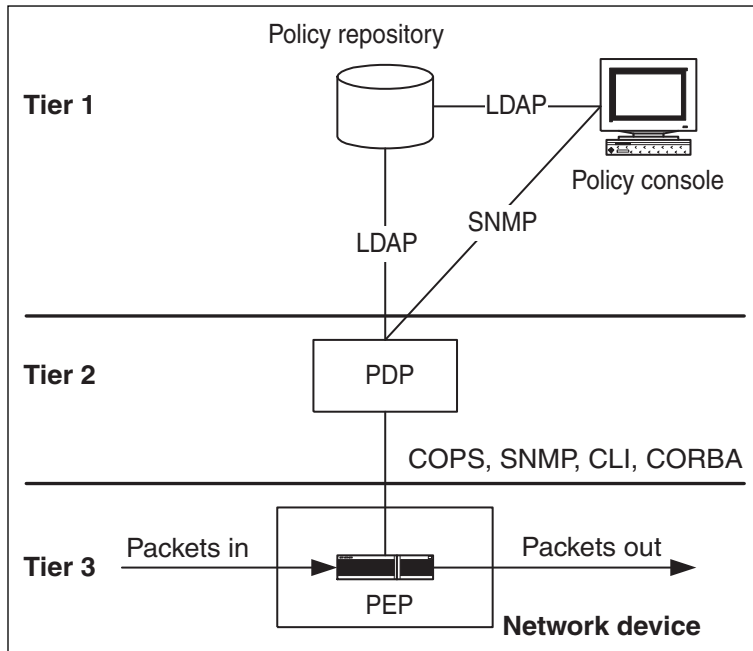 Policy repository
Tier 1
LDAP
Policy console
SNMP
LDAP
Tier 2
PDP
COPS, SNMP, CLI, CORBA
Packets in
Packets out
Tier 3
PEP
Network device